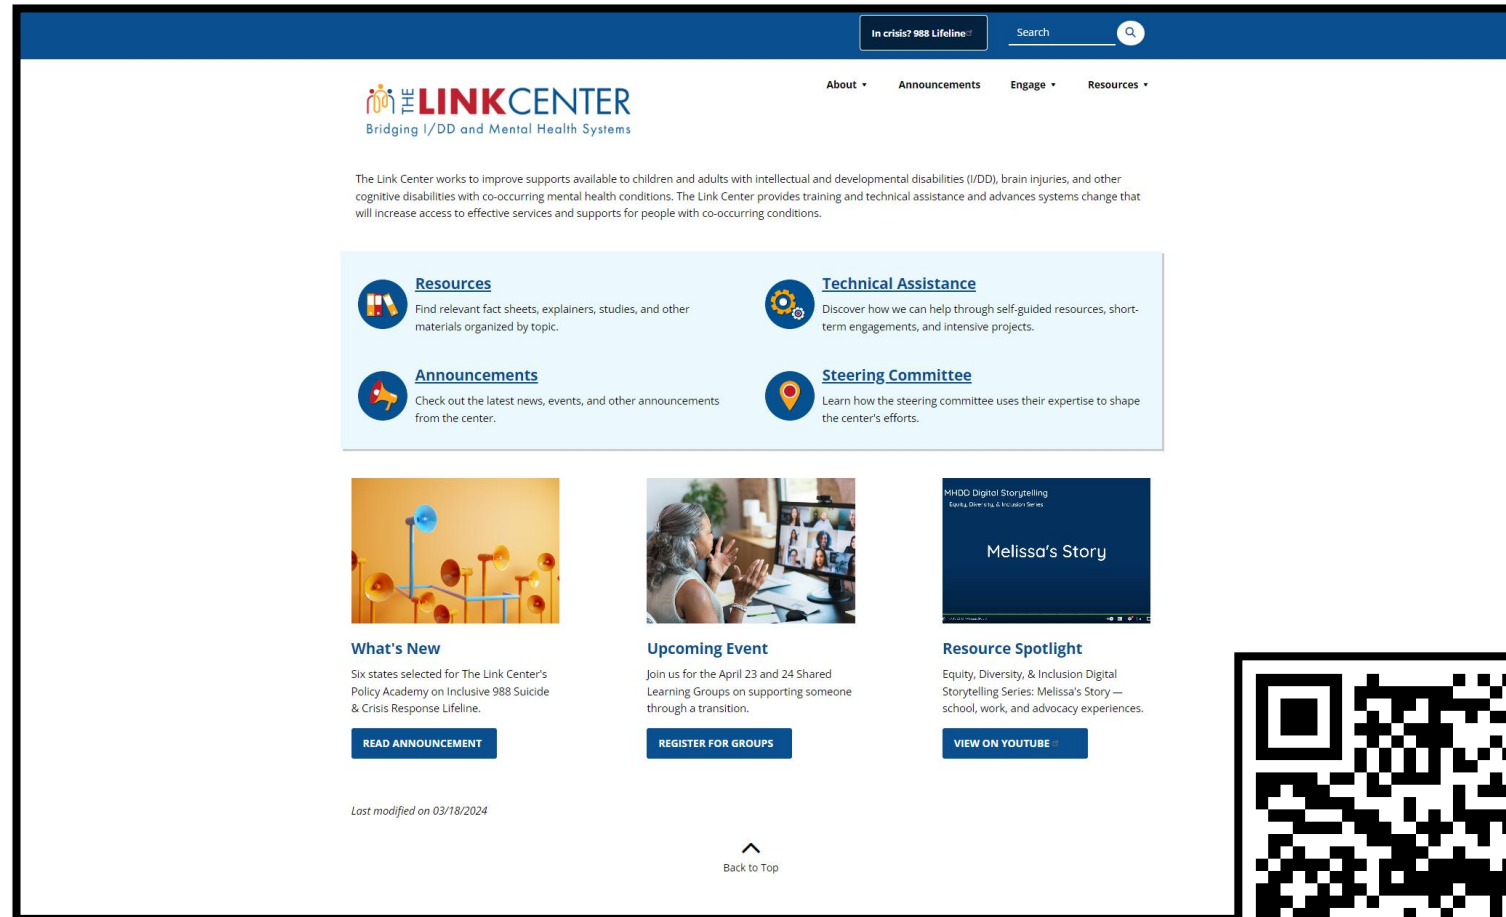 In crisis? 988 Lifeline
Search
About
Announcements
Engage
Resources
THE LINKCENTER
Bridging I/DD and Mental Health Systems
The Link Center works to improve supports available to children and adults with intellectual and developmental disabilities (I/DD), brain injuries, and other
cognitive disabilities with co-occurring mental health conditions. The Link Center provides training and technical assistance and advances systems change that
will increase access to effective services and supports for people with co-occurring conditions.
Resources
Find relevant fact sheets, explainers, studies, and other
materials organized by topic.
Technical Assistance
Discover how we can help through self-guided resources, short-
term engagements, and intensive projects.
Announcements
Check out the latest news, events, and other announcements
from the center.
Steering Committee
Learn how the steering committee uses their expertise to shape
the center's efforts.
MHDD Digital Storytelling
Equity, Diversity, & Inclusion Series
Melissa's Story
What's New
Six states selected for The Link Center's
Policy Academy on Inclusive 988 Suicide
& Crisis Response Lifeline.
READ ANNOUNCEMENT
Upcoming Event
Join us for the April 23 and 24 Shared
Learning Groups on supporting someone
through a transition.
REGISTER FOR GROUPS
Resource Spotlight
Equity, Diversity, & Inclusion Digital
Storytelling Series: Melissa's Story —
school, work, and advocacy experiences.
VIEW ON YOUTUBE
Last modified on 03/18/2024
Back to Top